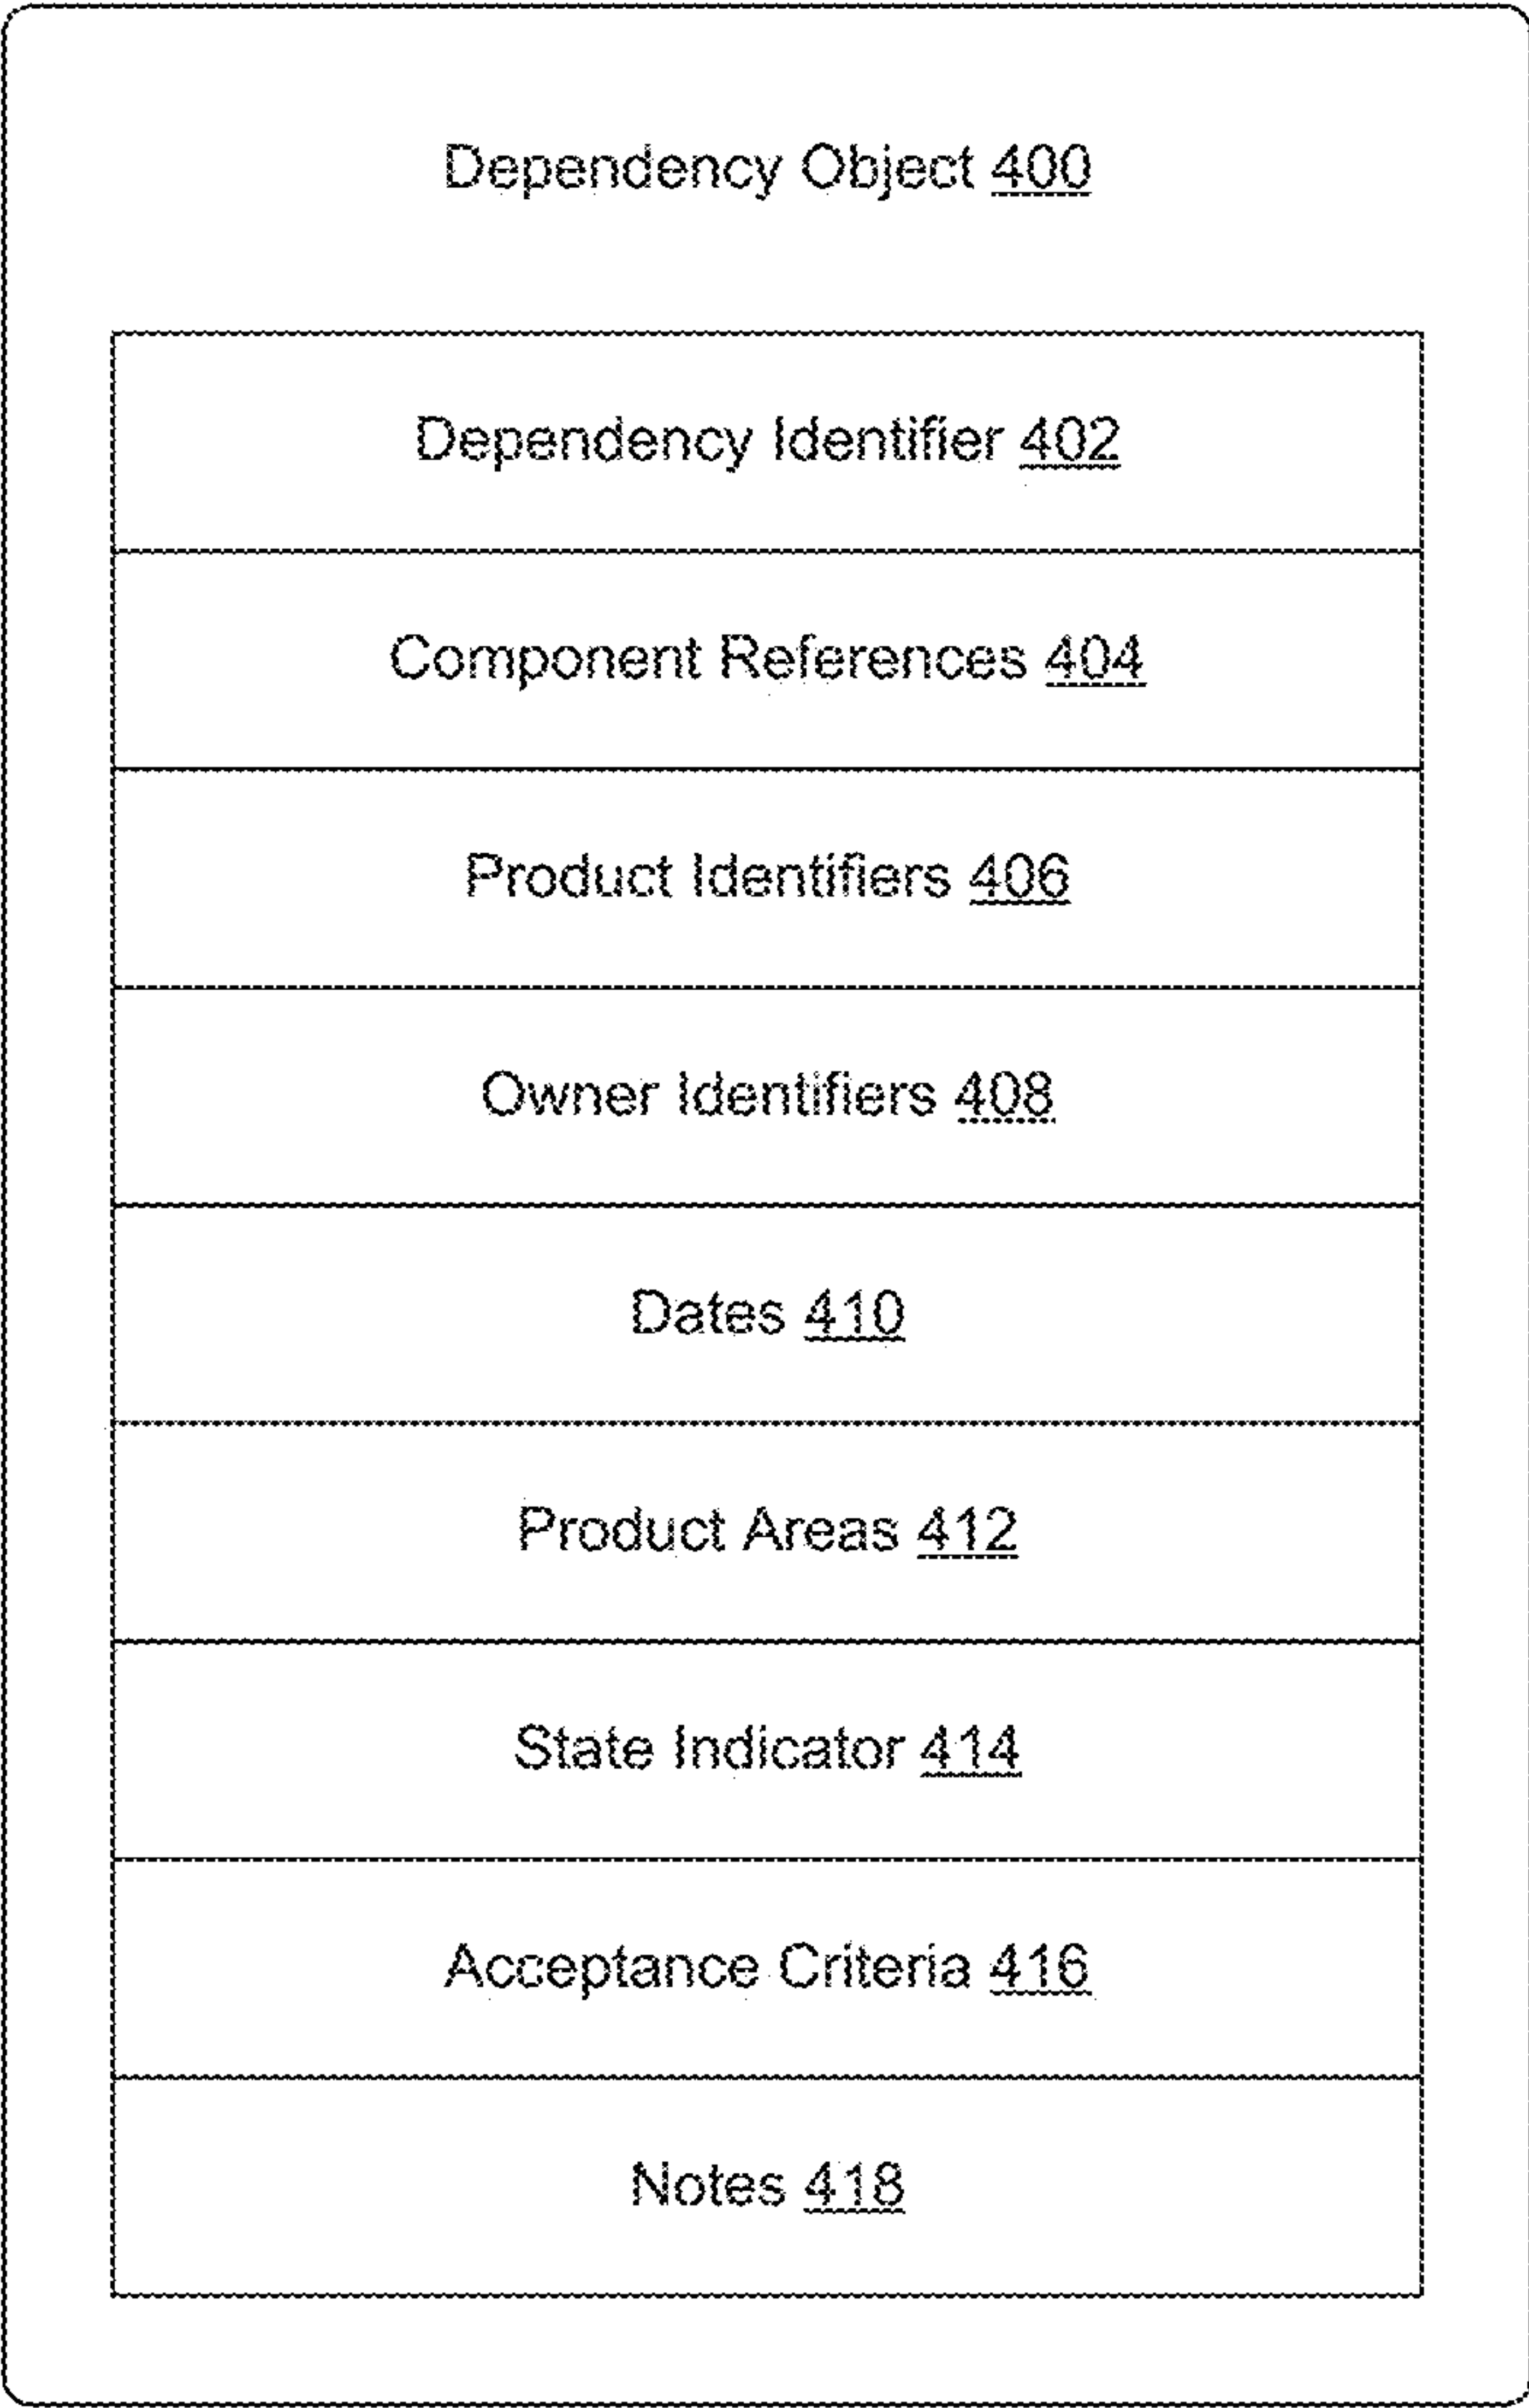 Dependency Object 400
Dependency Identifier 402
Component References 404
Product Identifiers 406
Owner Identifiers 408
Dates 410
Product Areas 412
State Indicator 414
Acceptance Criteria 416
Notes 418